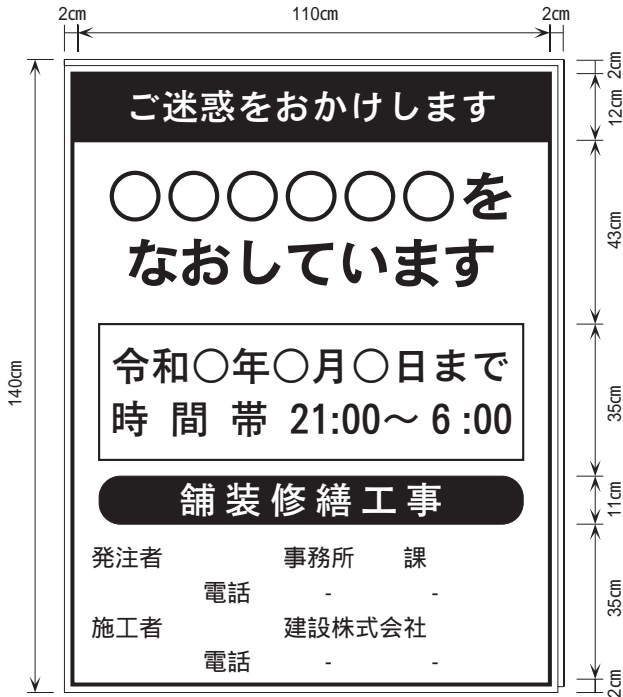 2cm 110cm 2cm
2cm
ご迷惑をおかけします
12cm
○○○○○○を
43cm
なおしています
140cm
令和○年○月○日まで
35cm
時間帯 21:00～6:00
舗装修繕工事
11cm
発注者 事務所 課
電話 - -
35cm
施工者 建設株式会社
電話 - -
2cm